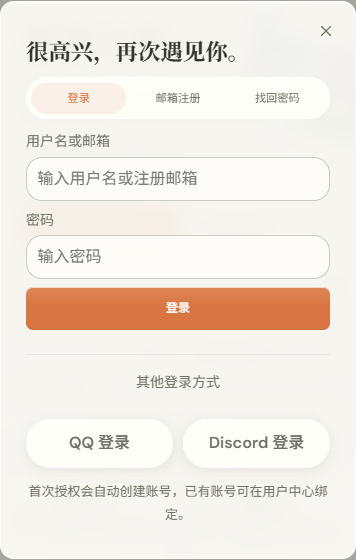 很高兴，再次遇见你。
登录 邮箱注册 找回密码
用户名或邮箱
输入用户名或注册邮箱
密码
输入密码
登录
其他登录方式
QQ 登录 Discord 登录
首次授权会自动创建账号，已有账号可在用户中心绑
定。